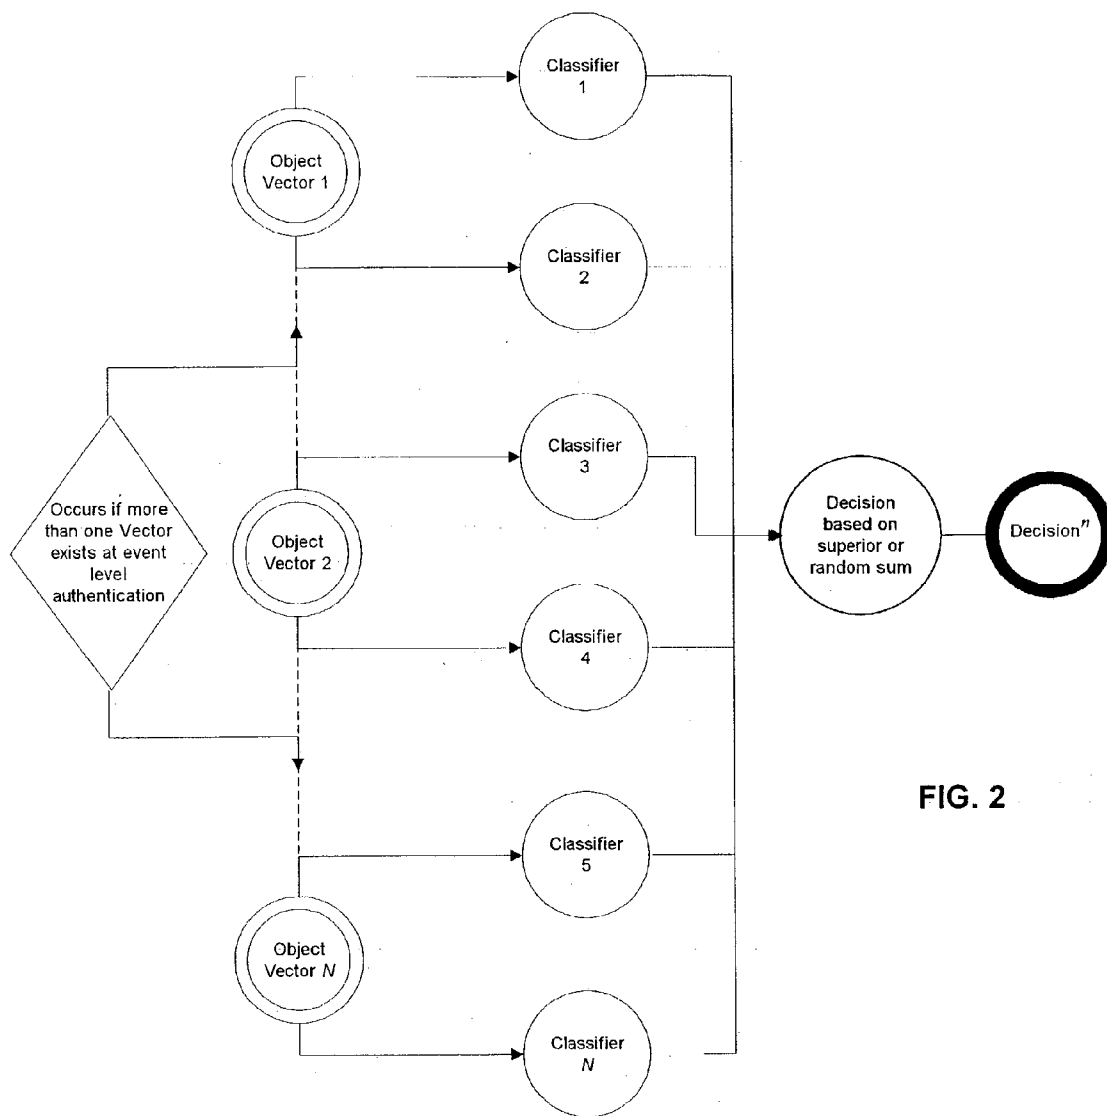 Classifier
1
Object
Vector 1
Classifier
2
Occurs if more
than one Vector
exists at event
level
authentication
Object
Vector 2
Classifier
3
Classifier
4
Decision
based on
superior or
random sum
Decisionⁿ
Classifier
5
Object
Vector N
Classifier
N
FIG. 2